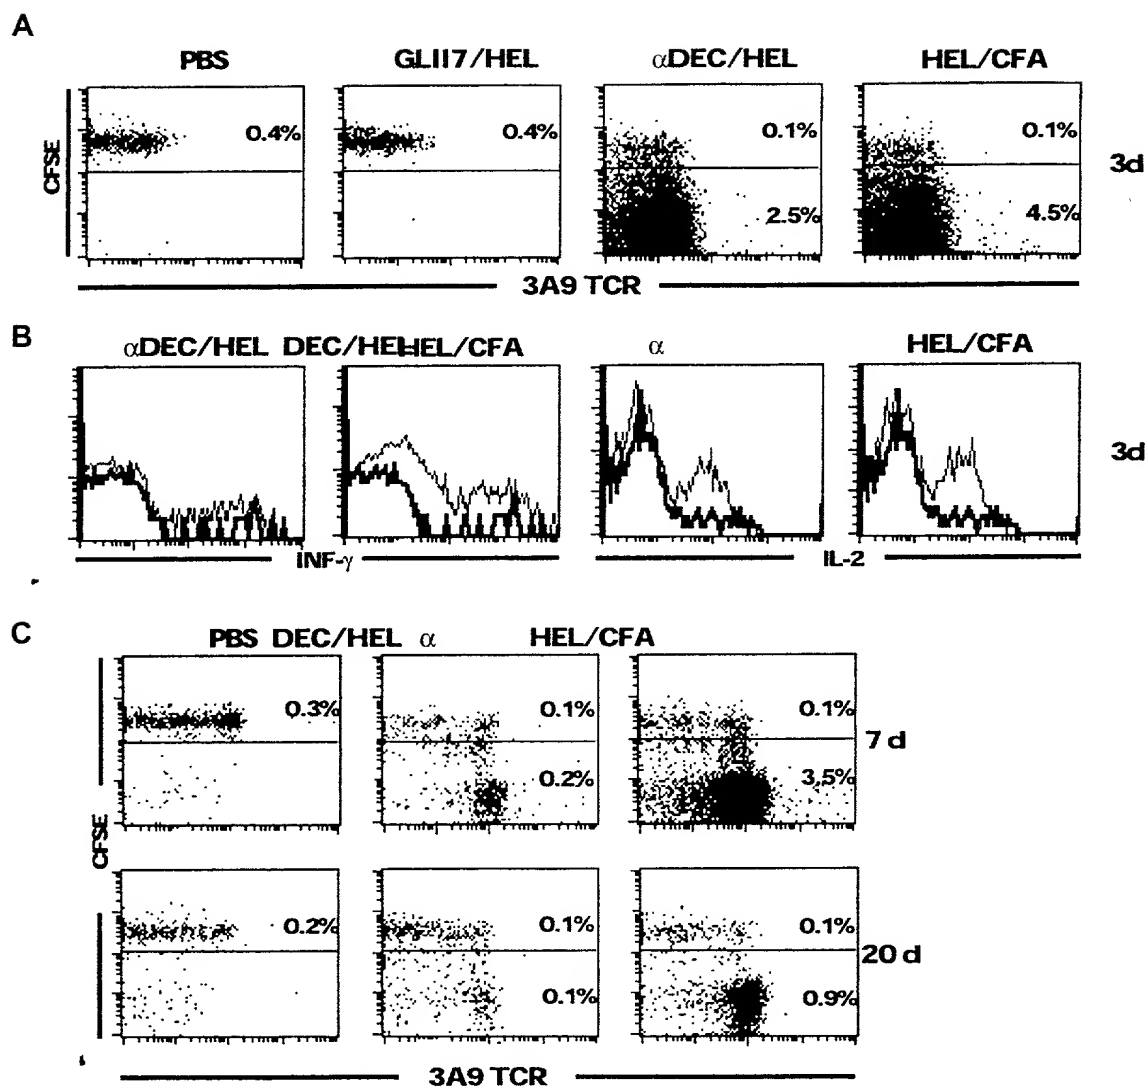 A
PBS GL117/HEL αDEC/HEL HEL/CFA
CFSE
0.4% 0.4% 0.1% 0.1%
3d
2.5% 4.5%
3A9 TCR
B
αDEC/HEL DEC/HEL HEL/CFA α HEL/CFA
3d
INF-γ IL-2
C
PBS DEC/HEL α HEL/CFA
0.3% 0.1% 0.1%
7 d
0.2% 3.5%
CFSE
0.2% 0.1% 0.1%
20 d
0.1% 0.9%
3A9 TCR